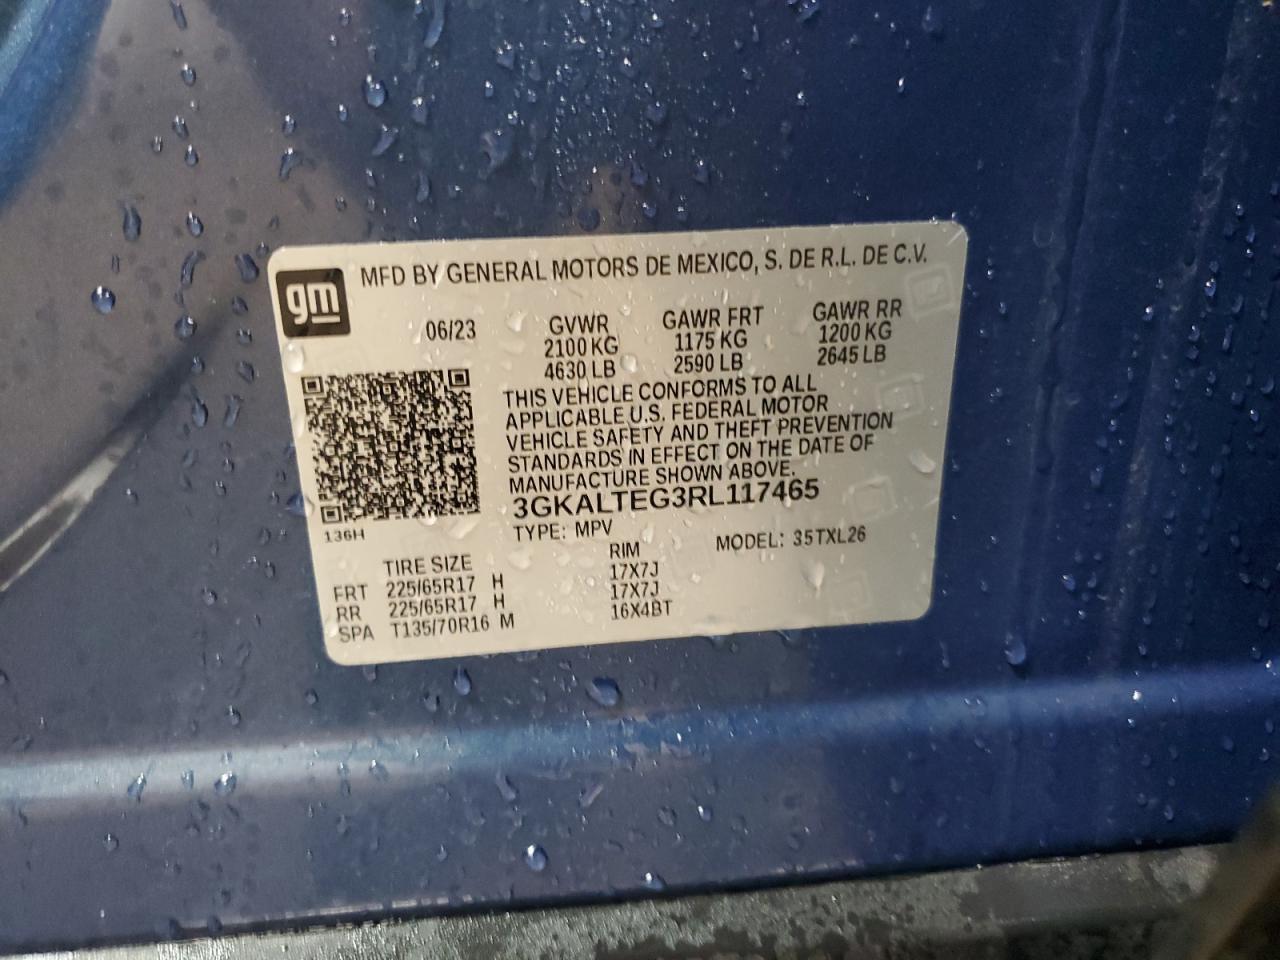 gm
MFD BY GENERAL MOTORS DE MEXICO, S. DE R.L. DE C.V.
06/23 GVWR GAWR FRT GAWR RR
2100 KG 1175 KG 1200 KG
4630 LB 2590 LB 2645 LB
THIS VEHICLE CONFORMS TO ALL
APPLICABLE U.S. FEDERAL MOTOR
VEHICLE SAFETY AND THEFT PREVENTION
STANDARDS IN EFFECT ON THE DATE OF
MANUFACTURE SHOWN ABOVE.
3GKALTEG3RL117465
136H
TYPE: MPV MODEL: 35TXL26
TIRE SIZE RIM
FRT 225/65R17 H 17X7J
RR 225/65R17 H 17X7J
SPA T135/70R16 M 16X4BT